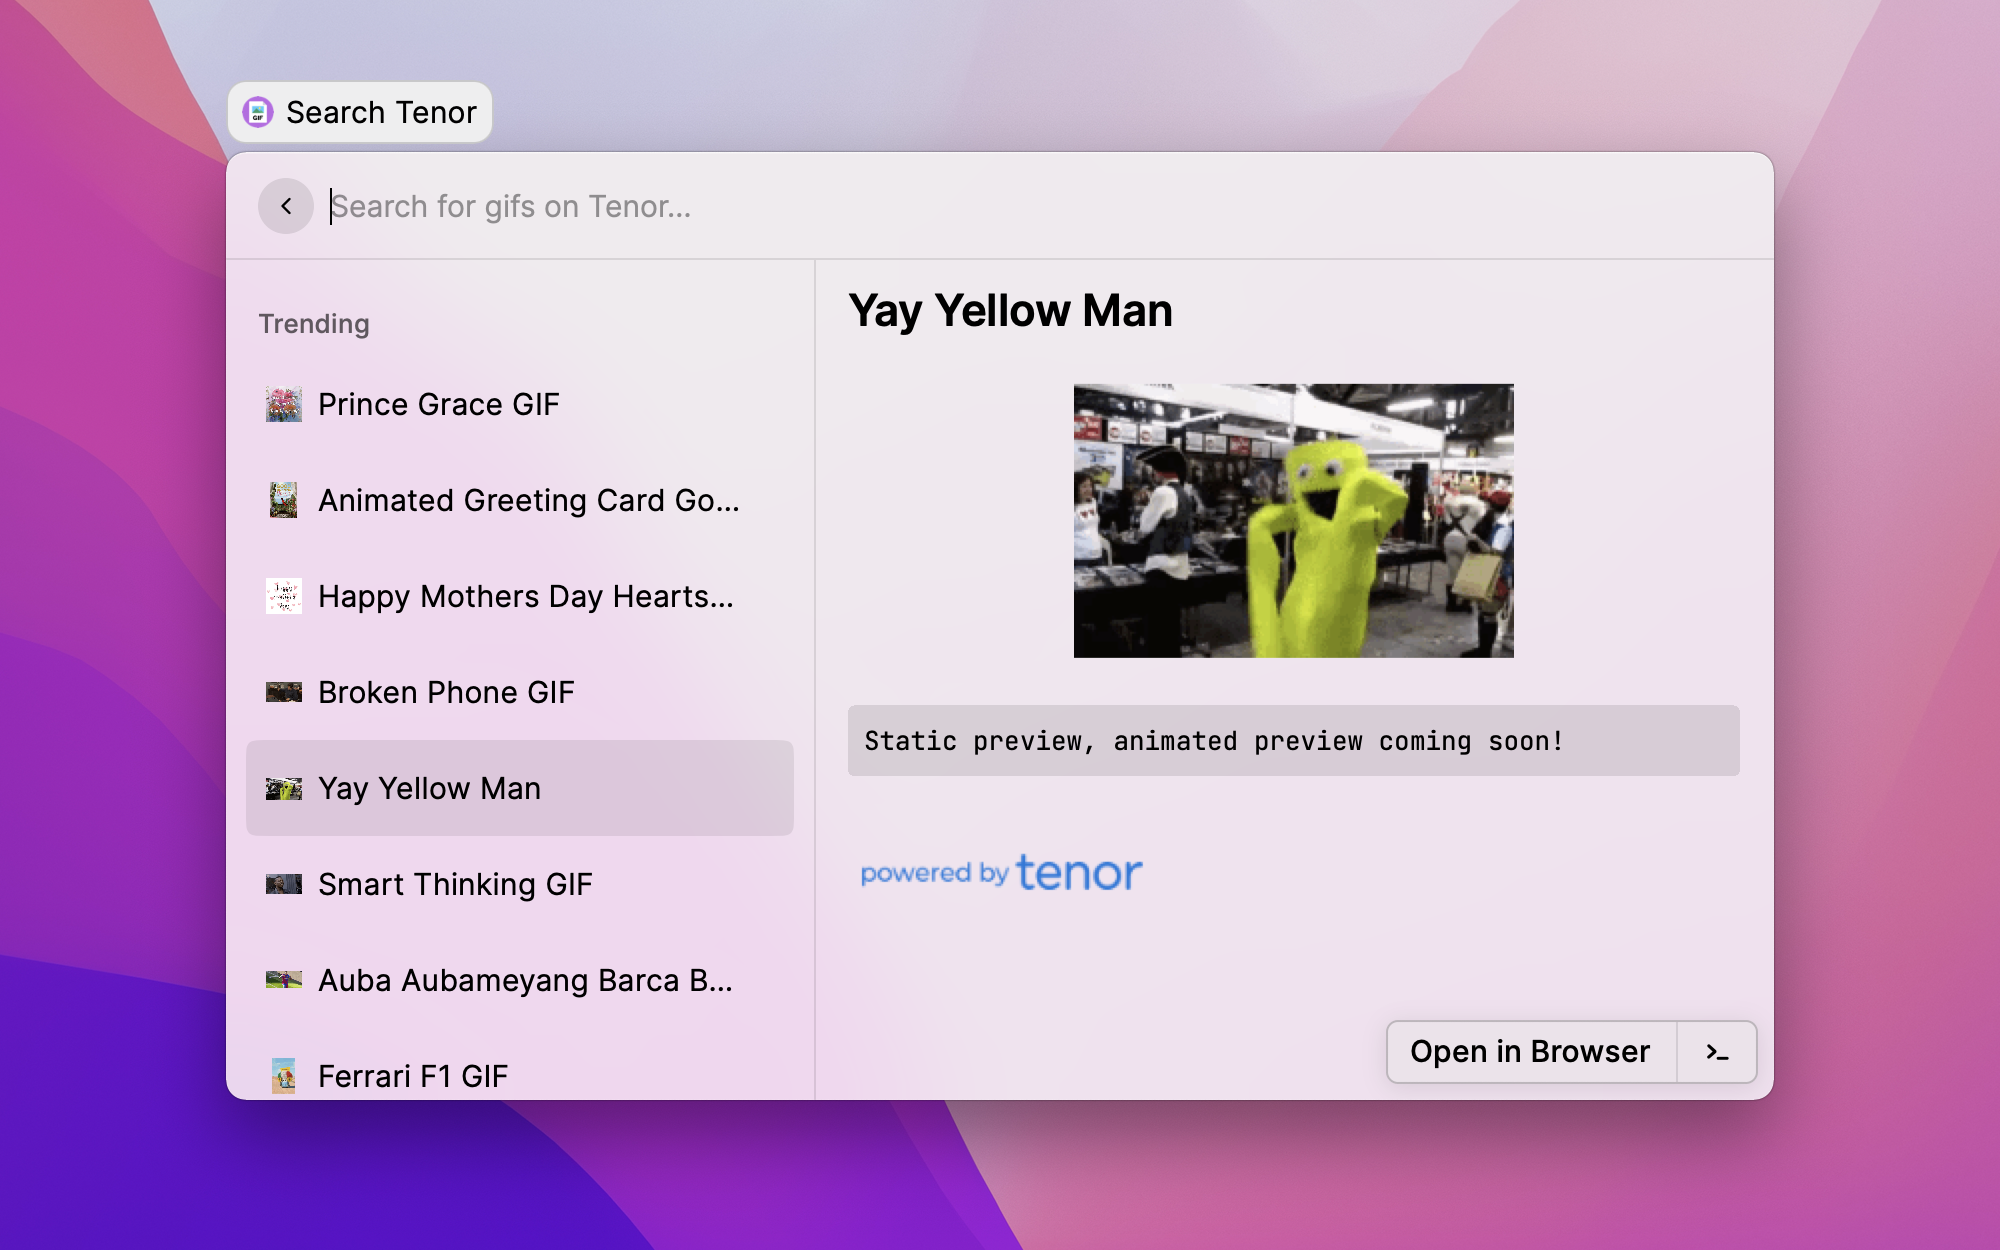 Search Tenor
Search for gifs on Tenor...
Trending
Prince Grace GIF
Animated Greeting Card Go...
Happy Mothers Day Hearts...
Broken Phone GIF
Yay Yellow Man
Smart Thinking GIF
Auba Aubameyang Barca B...
Ferrari F1 GIF
Yay Yellow Man
Static preview, animated preview coming soon!
powered by tenor
Open in Browser